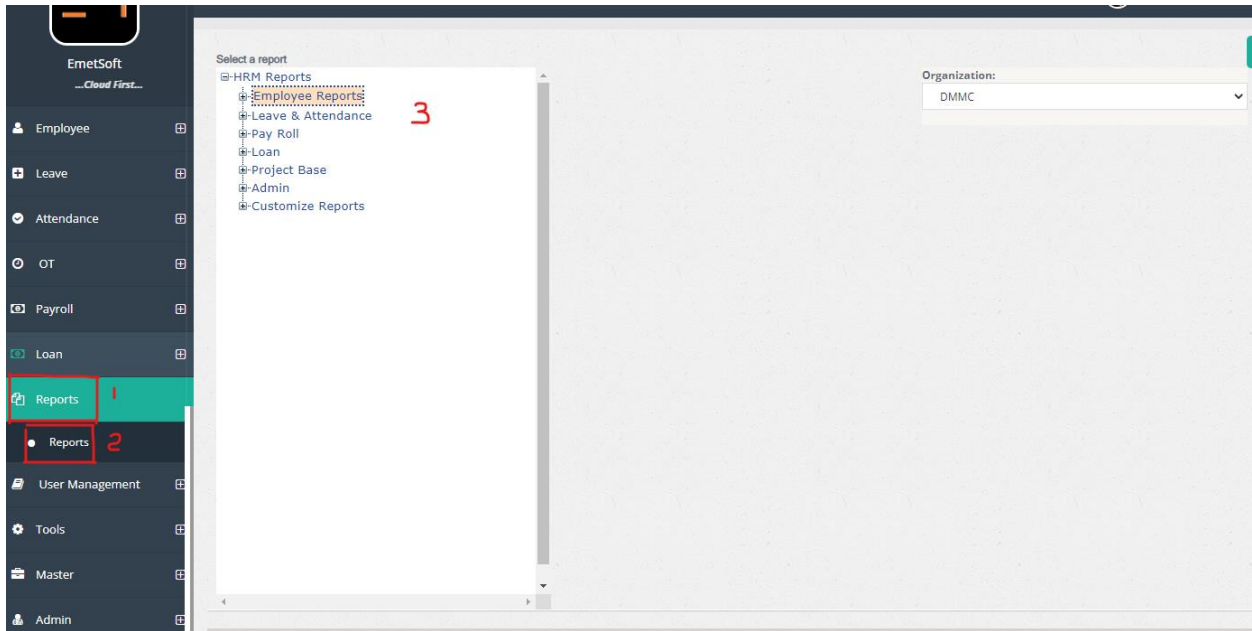 EmetSoft
...Cloud First...
Employee
Leave
Attendance
OT
Payroll
Loan
Reports 1
Reports 2
User Management
Tools
Master
Admin
Select a report
HRM Reports
Employee Reports
Leave & Attendance 3
Pay Roll
Loan
Project Base
Admin
Customize Reports
Organization:
DMMC